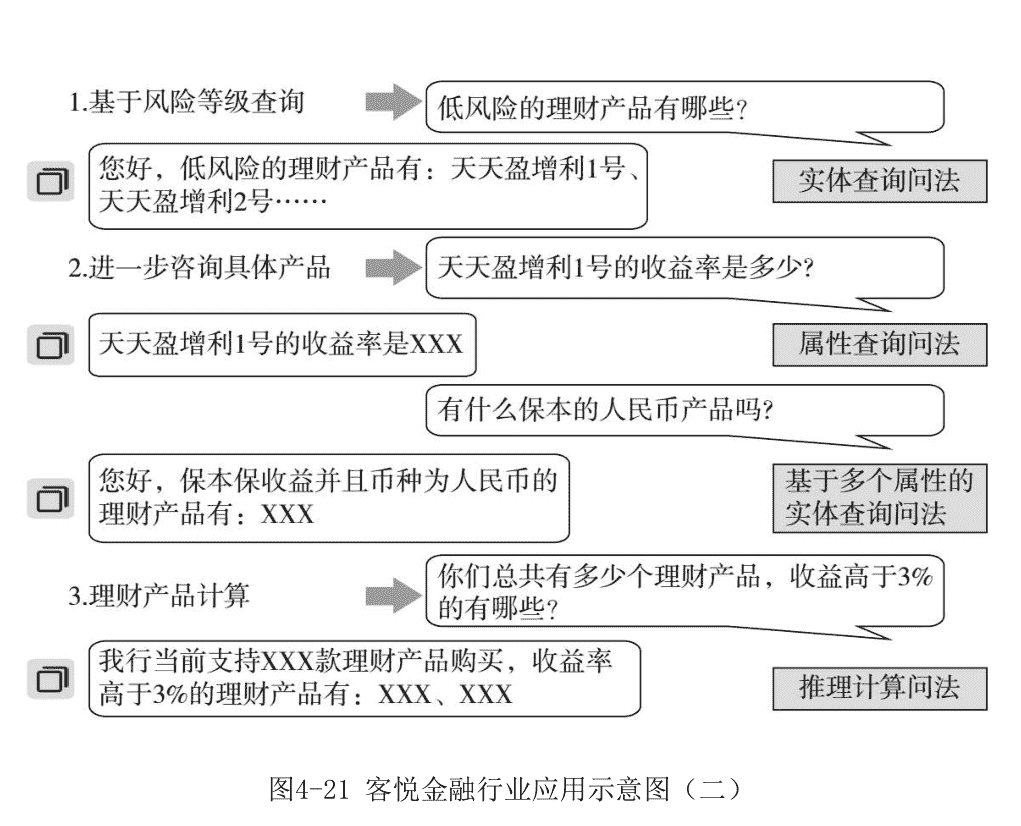 1.基于风险等级查询
低风险的理财产品有哪些?
您好，低风险的理财产品有：天天盈增利1号、
天天盈增利2号……
实体查询问法
2.进一步咨询具体产品
天天盈增利1号的收益率是多少?
天天盈增利1号的收益率是XXX
属性查询问法
有什么保本的人民币产品吗?
您好，保本保收益并且币种为人民币的
理财产品有：XXX
基于多个属性的
实体查询问法
3.理财产品计算
你们总共有多少个理财产品，收益高于3%
的有哪些?
我行当前支持XXX款理财产品购买，收益率
高于3%的理财产品有：XXX、XXX
推理计算问法
图4-21 客悦金融行业应用示意图（二）